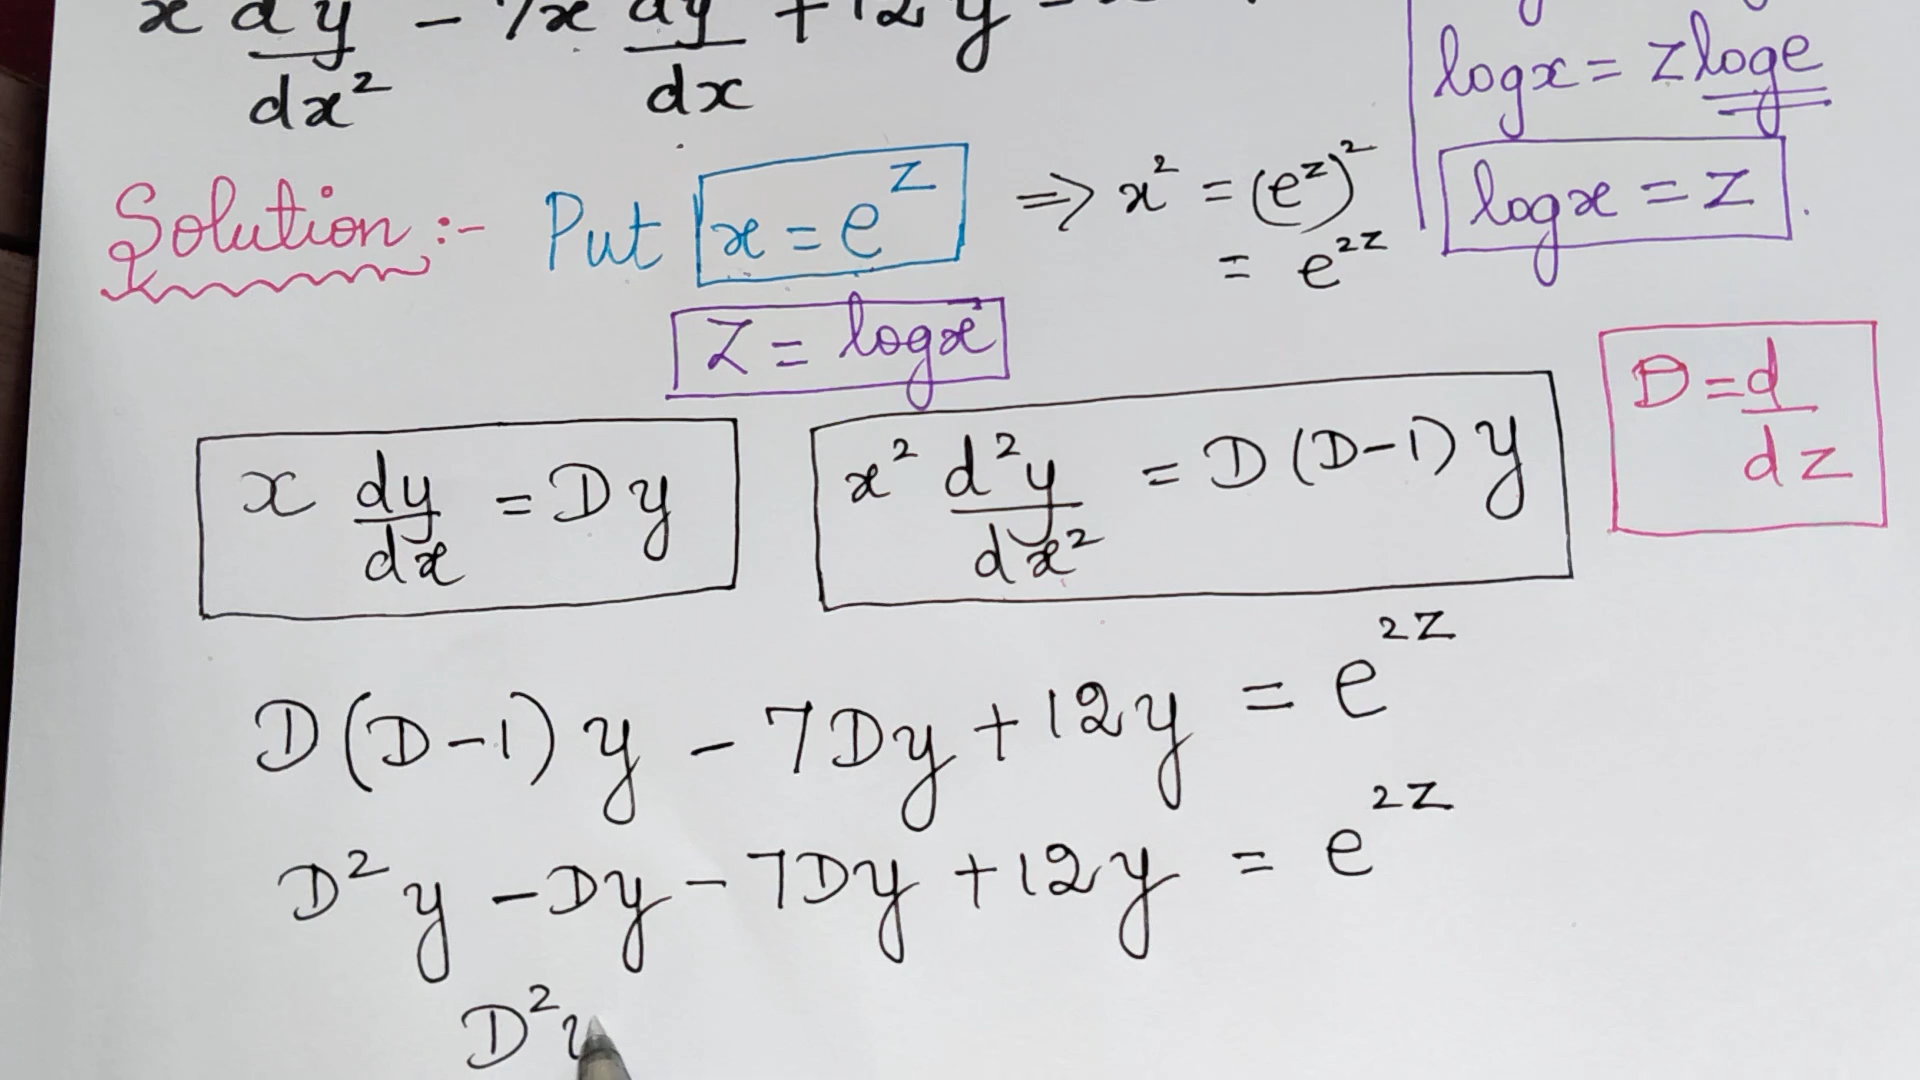 x d y - 7x dy + 12y
dx² dx
log x = z log e
Solution :- Put x = e^z ⇒ x² = (e^z)²
= e^2z
log x = z .
z = log x
D = d/dz
x dy/dx = Dy
x² d²y/dx² = D(D-1)y
D(D-1)y - 7Dy + 12y = e^2z
D²y - Dy - 7Dy + 12y = e^2z
D²y